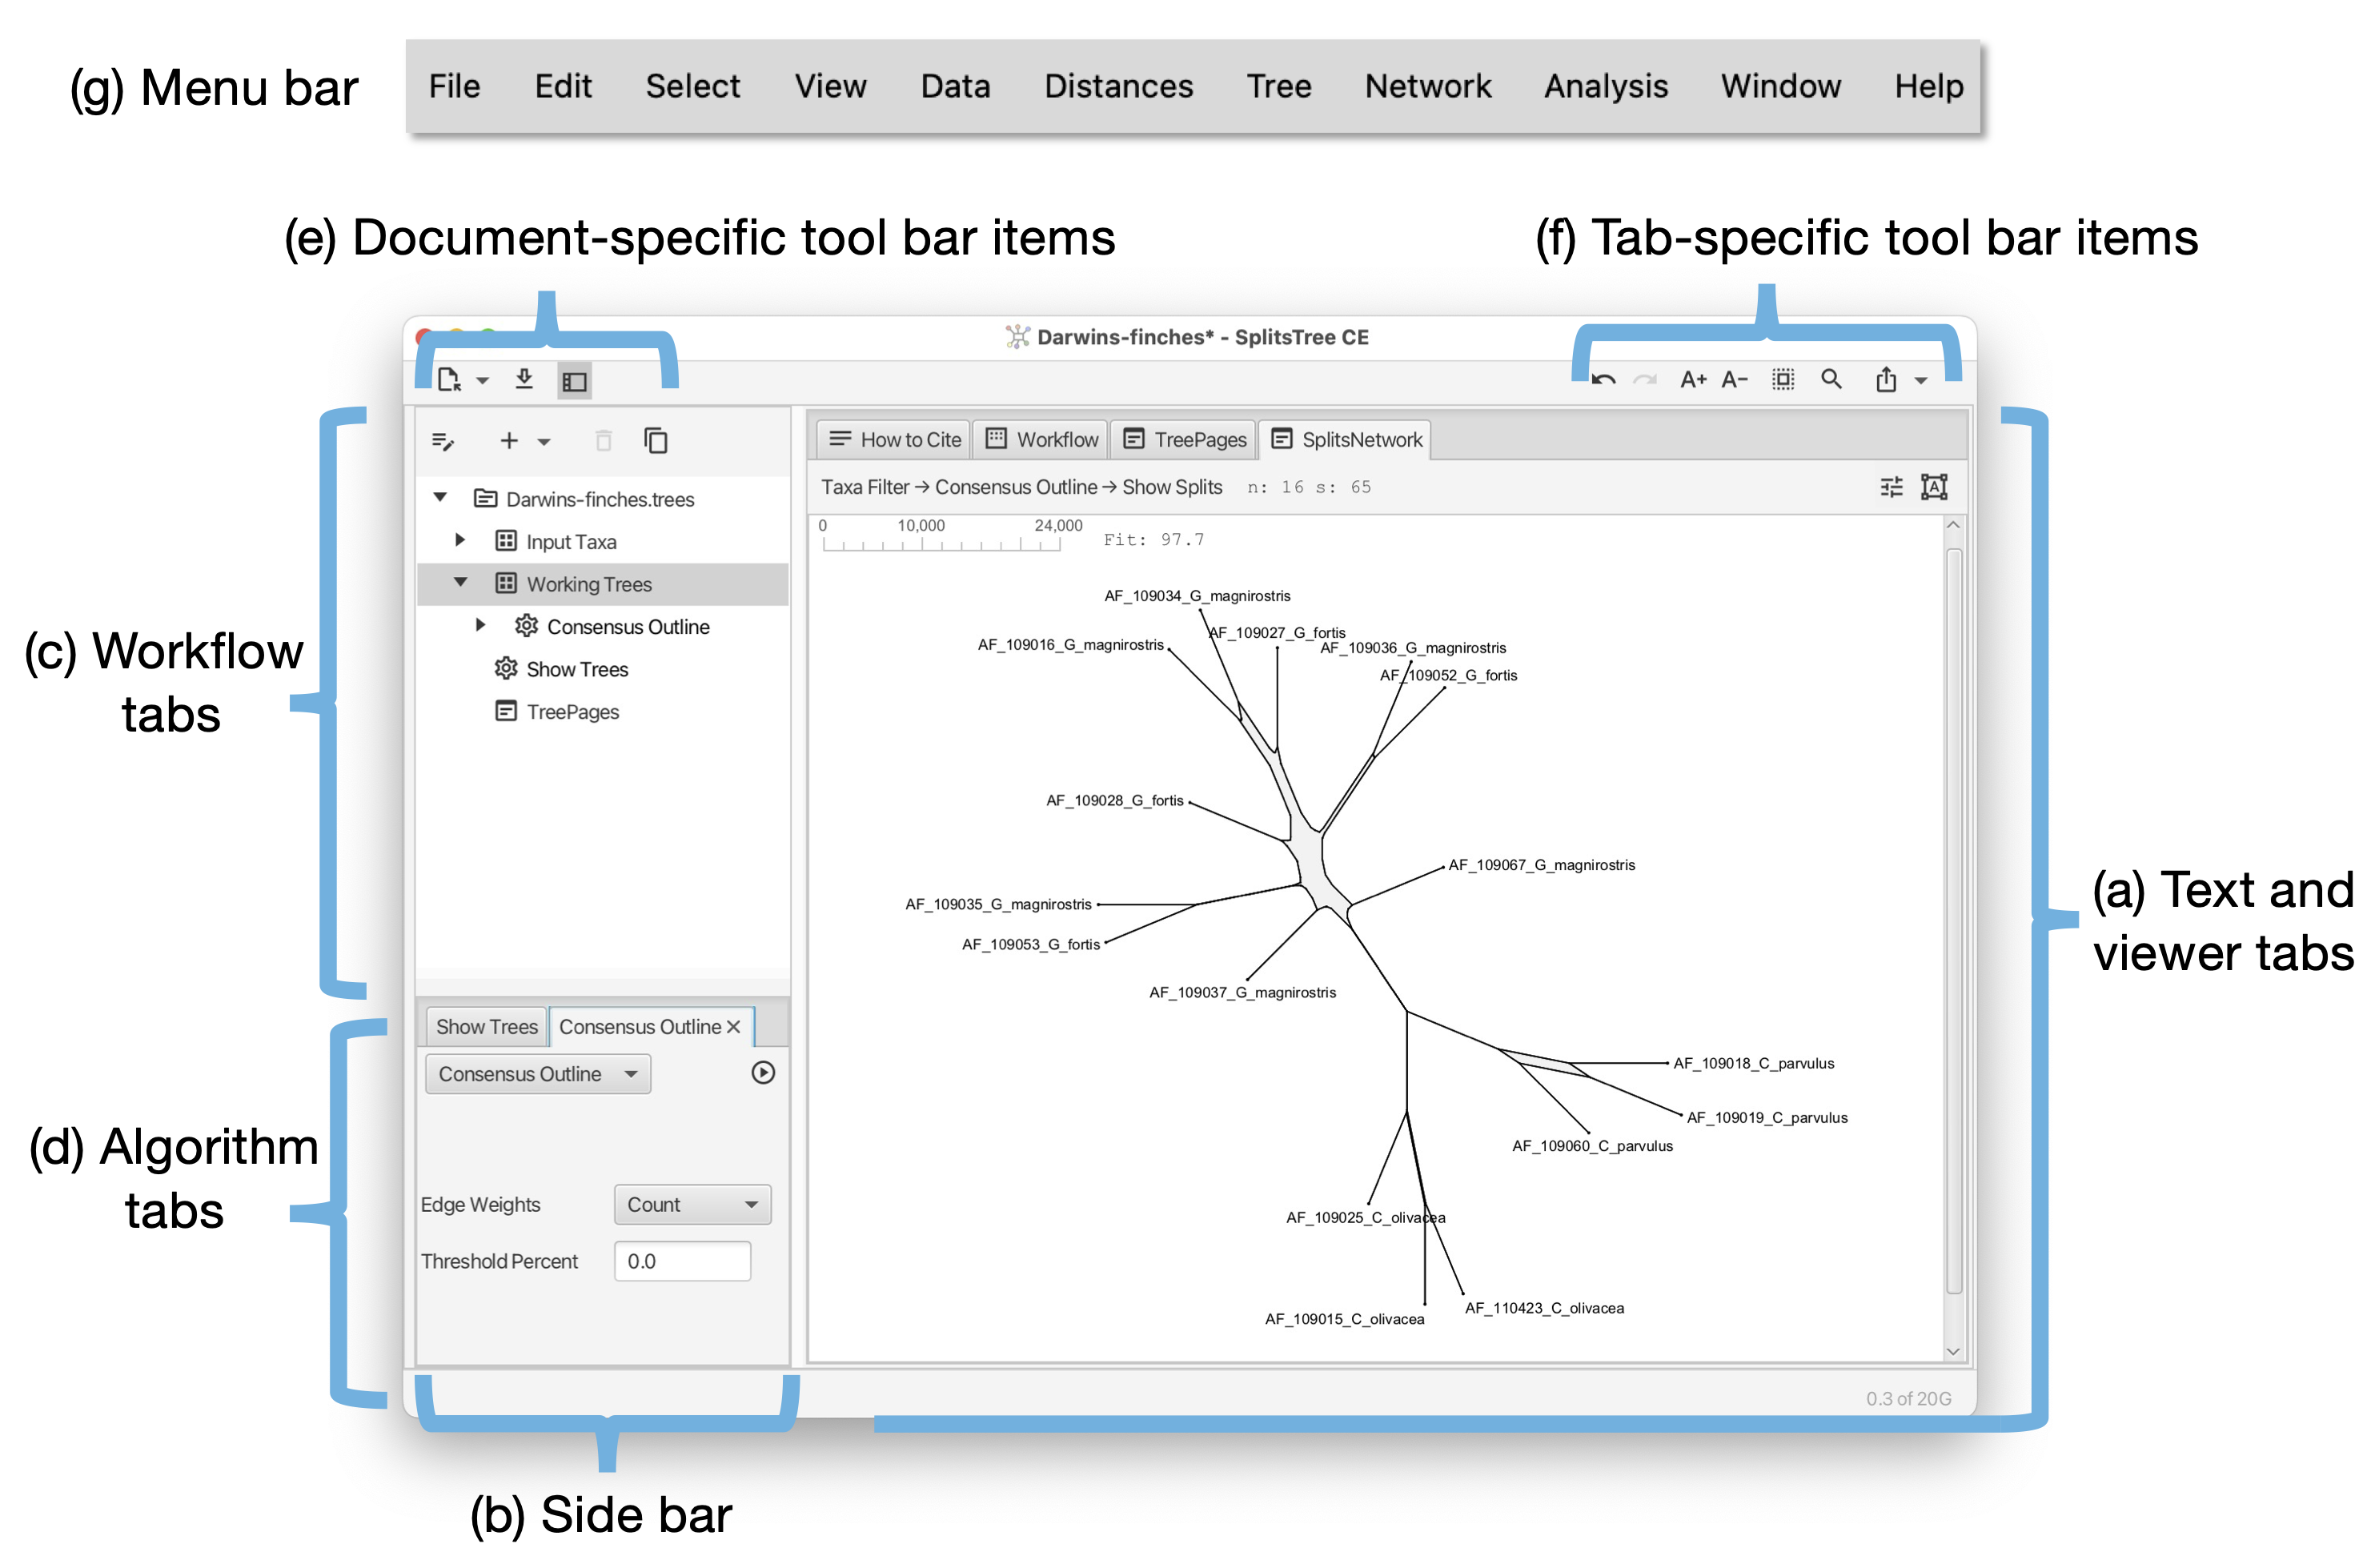 (g) Menu bar
File Edit Select View Data Distances Tree Network Analysis Window Help
(e) Document-specific tool bar items
(f) Tab-specific tool bar items
Darwins-finches* - SplitsTree CE
A+ A−
How to Cite
Workflow
TreePages
SplitsNetwork
Taxa Filter → Consensus Outline → Show Splits n: 16 s: 65
A
Darwins-finches.trees
Input Taxa
Working Trees
Consensus Outline
Show Trees
TreePages
(c) Workflow
tabs
0 10,000 24,000
Fit: 97.7
AF_109034_G_magnirostris
AF_109027_G_fortis
AF_109016_G_magnirostris
AF_109036_G_magnirostris
AF_109052_G_fortis
AF_109028_G_fortis
AF_109067_G_magnirostris
AF_109035_G_magnirostris
AF_109053_G_fortis
AF_109037_G_magnirostris
AF_109018_C_parvulus
AF_109019_C_parvulus
AF_109060_C_parvulus
AF_109025_C_olivacea
AF_110423_C_olivacea
AF_109015_C_olivacea
(a) Text and
viewer tabs
Show Trees
Consensus Outline
Consensus Outline
Edge Weights Count
Threshold Percent 0.0
(d) Algorithm
tabs
0.3 of 20G
(b) Side bar